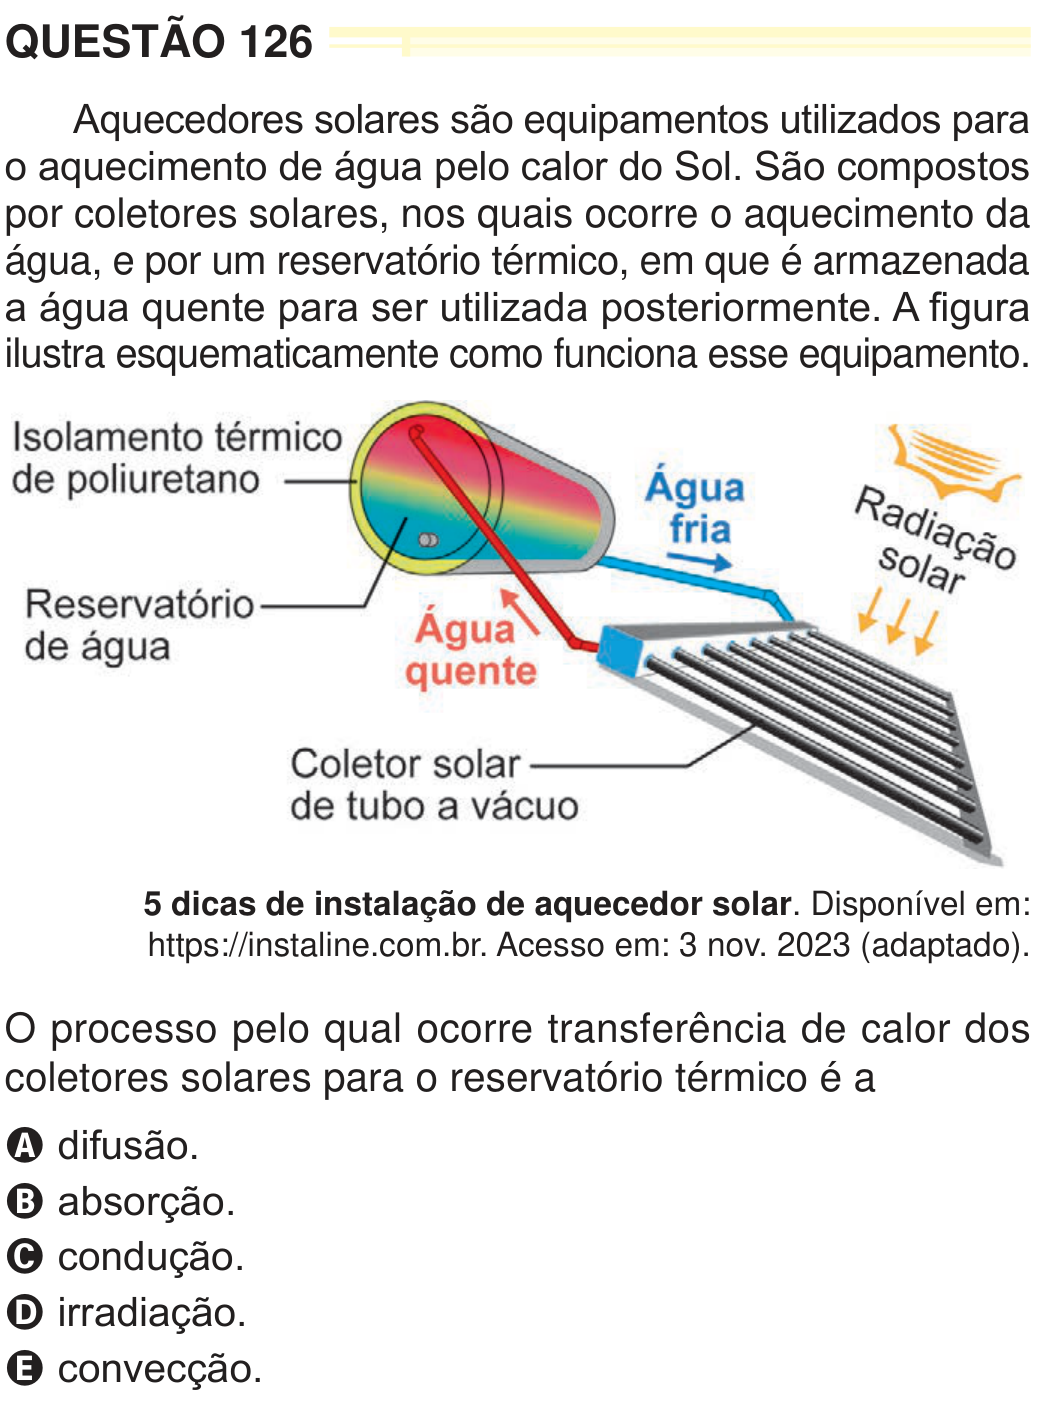 QUESTÃO 126
Aquecedores solares são equipamentos utilizados para
o aquecimento de água pelo calor do Sol. São compostos
por coletores solares, nos quais ocorre o aquecimento da
água, e por um reservatório térmico, em que é armazenada
a água quente para ser utilizada posteriormente. A figura
ilustra esquematicamente como funciona esse equipamento.
Isolamento térmico
de poliuretano
Água
fria
Radiação
solar
Reservatório
de água
Água
quente
Coletor solar
de tubo a vácuo
5 dicas de instalação de aquecedor solar. Disponível em:
https://instaline.com.br. Acesso em: 3 nov. 2023 (adaptado).
O processo pelo qual ocorre transferência de calor dos
coletores solares para o reservatório térmico é a
A difusão.
B absorção.
C condução.
D irradiação.
E convecção.